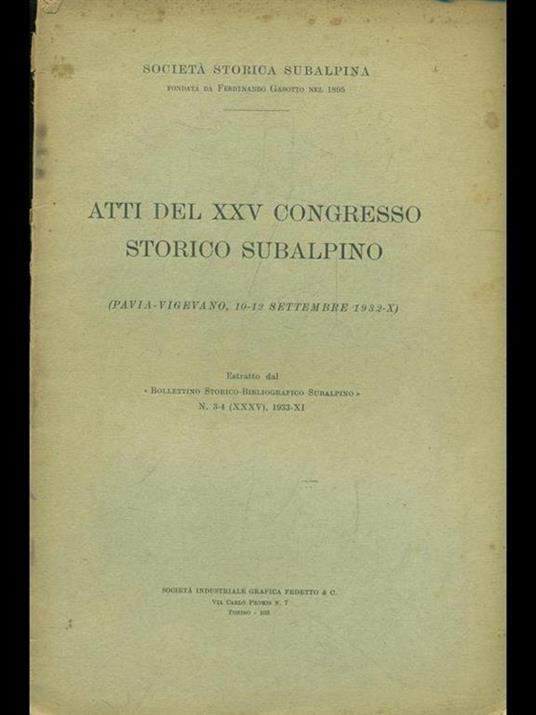 SOCIETÀ STORICA SUBALPINA
FONDATA DA FERDINANDO GABOTTO NEL 1895
ATTI DEL XXV CONGRESSO
STORICO SUBALPINO
(PAVIA-VIGEVANO, 10-12 SETTEMBRE 1932-X)
Estratto dal
« BOLLETTINO STORICO-BIBLIOGRAFICO SUBALPINO »
N. 3-4 (XXXV), 1933-XI
SOCIETÀ INDUSTRIALE GRAFICA FEDETTO & C.
VIA CARLO PROMIS N. 7
TORINO - 103